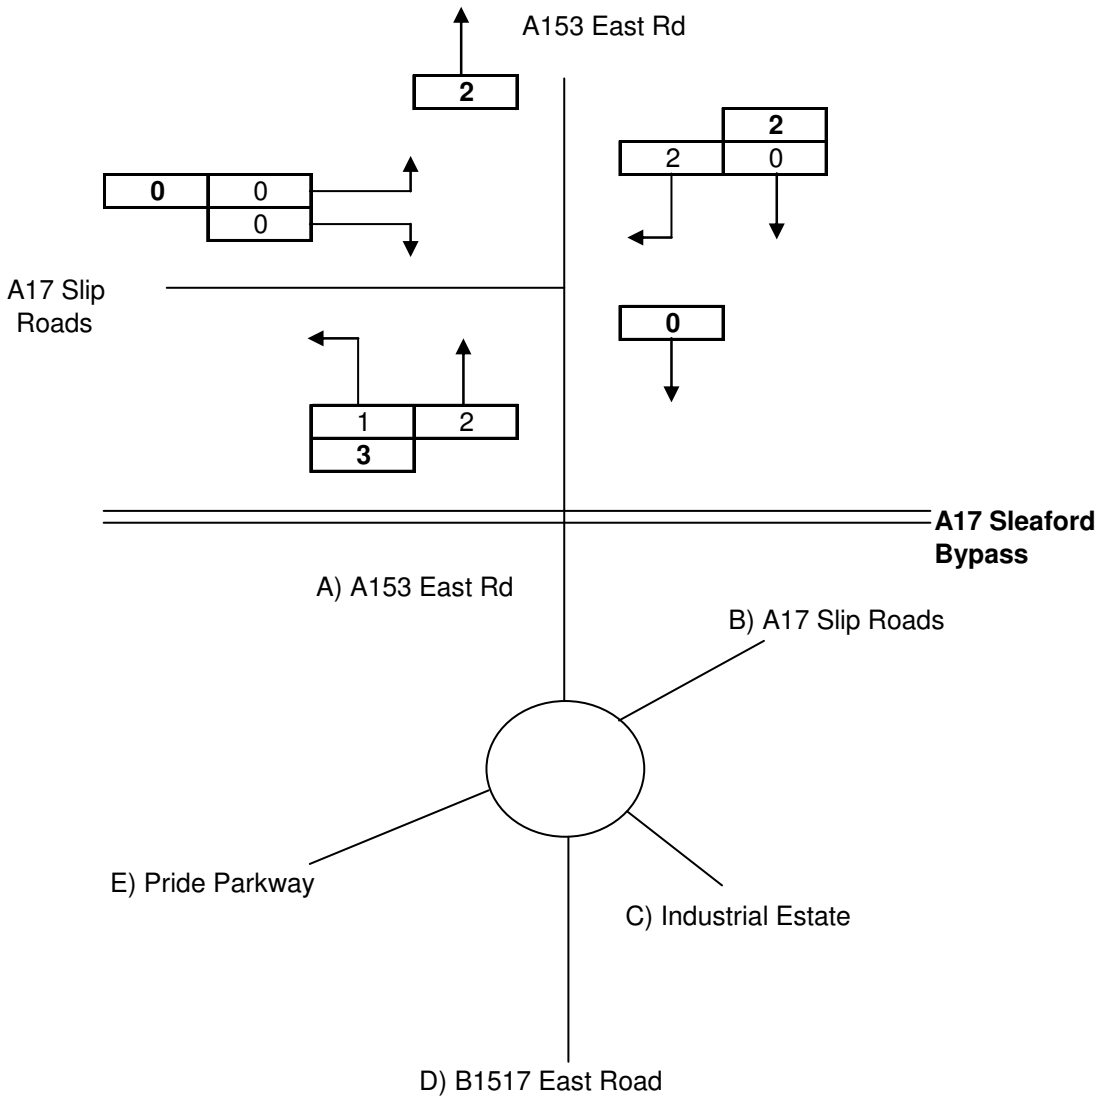 A153 East Rd
2
2
2 0
0 0
0
A17 Slip
Roads
0
1 2
3
A17 Sleaford
Bypass
A) A153 East Rd
B) A17 Slip Roads
E) Pride Parkway
C) Industrial Estate
D) B1517 East Road